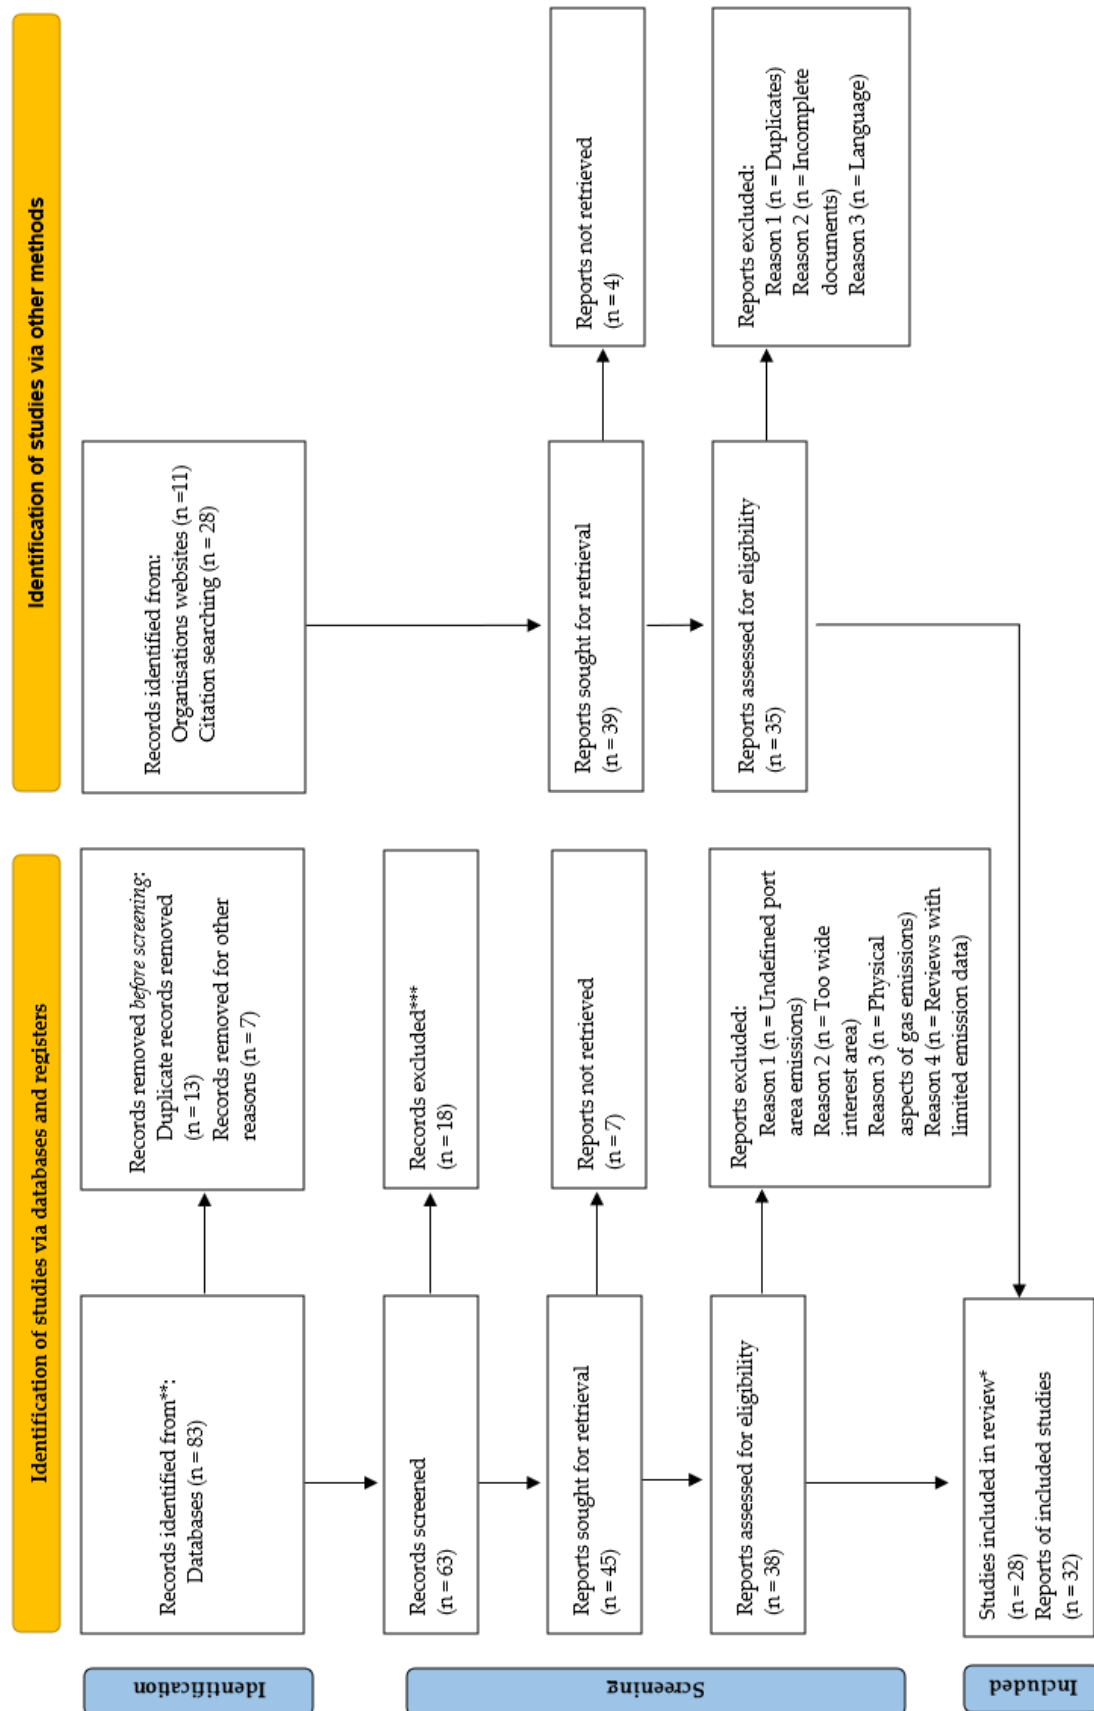 Identification of studies via databases and registers
Identification of studies via other methods
Identification
Records identified from**:
Databases (n = 83)
Records removed before screening:
Duplicate records removed
(n = 13)
Records removed for other
reasons (n = 7)
Records identified from:
Organisations websites (n =11)
Citation searching (n = 28)
Screening
Records screened
(n = 63)
Records excluded***
(n = 18)
Reports sought for retrieval
(n = 45)
Reports not retrieved
(n = 7)
Reports sought for retrieval
(n = 39)
Reports not retrieved
(n = 4)
Reports assessed for eligibility
(n = 38)
Reports excluded:
Reason 1 (n = Undefined port
area emissions)
Reason 2 (n = Too wide
interest area)
Reason 3 (n = Physical
aspects of gas emissions)
Reason 4 (n = Reviews with
limited emission data)
Reports assessed for eligibility
(n = 35)
Reports excluded:
Reason 1 (n = Duplicates)
Reason 2 (n = Incomplete
documents)
Reason 3 (n = Language)
Included
Studies included in review*
(n = 28)
Reports of included studies
(n = 32)